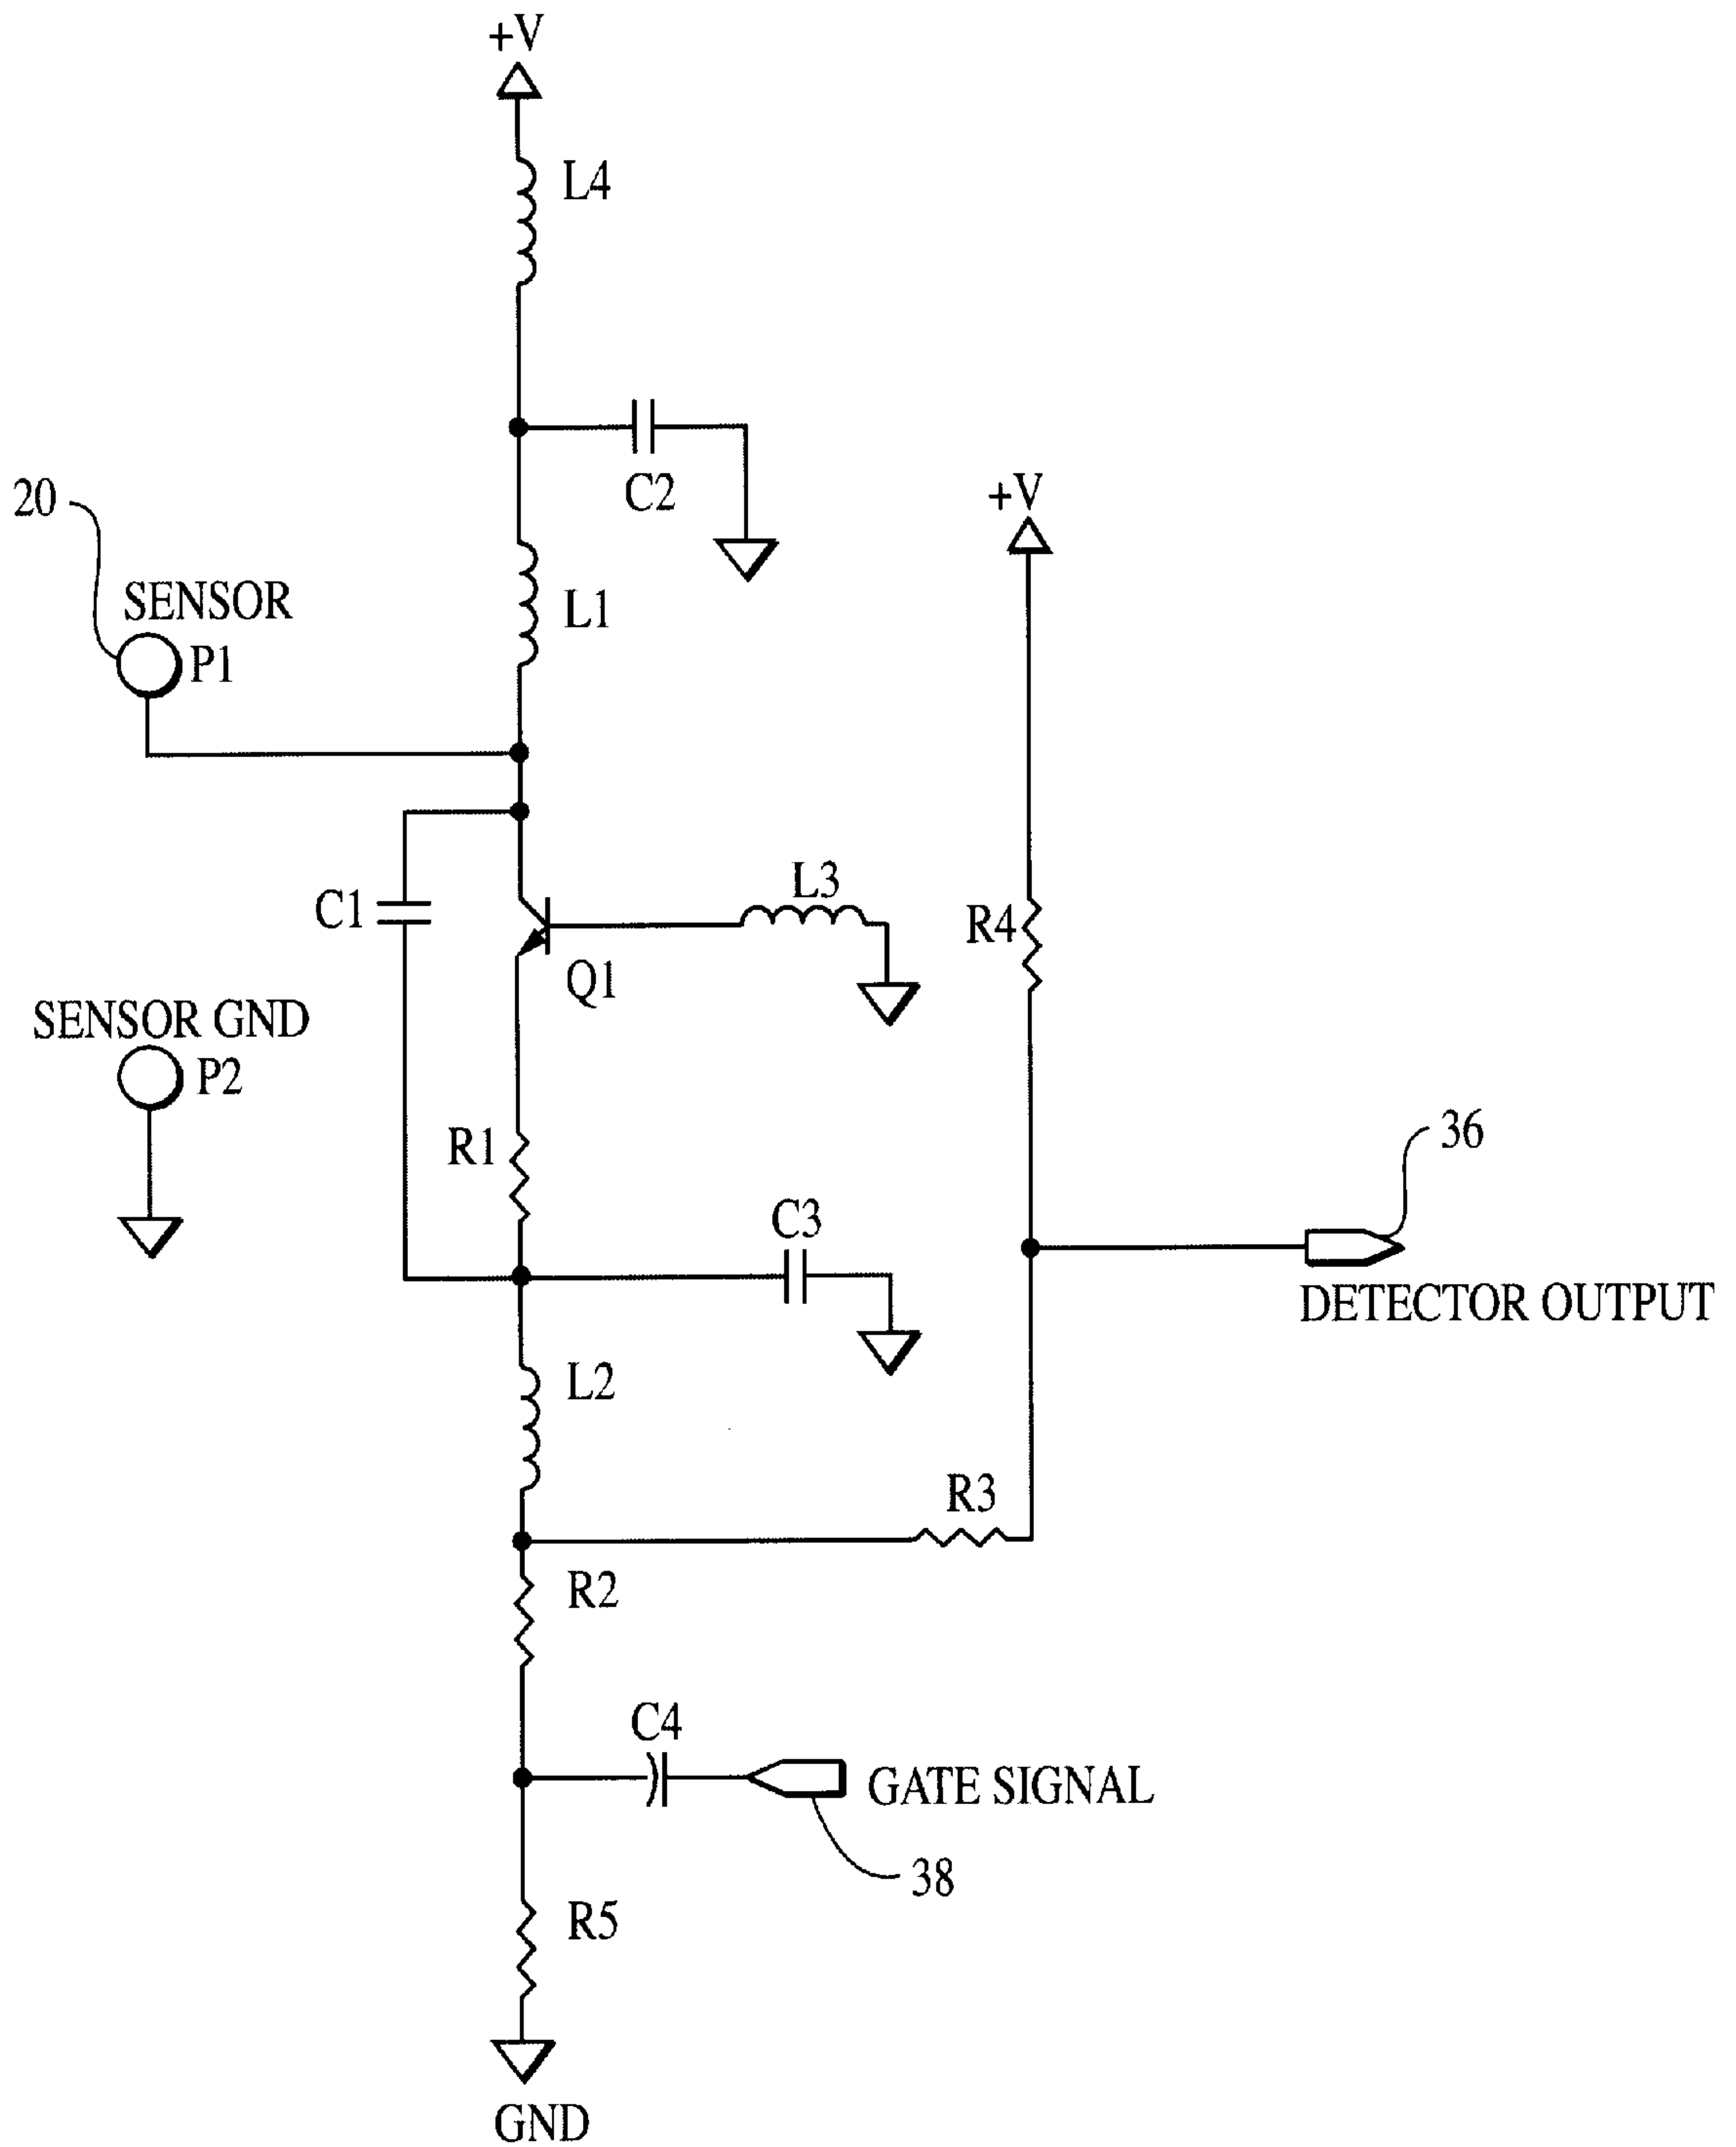 +V
L4
C2
20
+V
SENSOR
P1
L1
L3
C1
R4
Q1
SENSOR GND
P2
36
R1
C3
DETECTOR OUTPUT
L2
R3
R2
C4
GATE SIGNAL
38
R5
GND